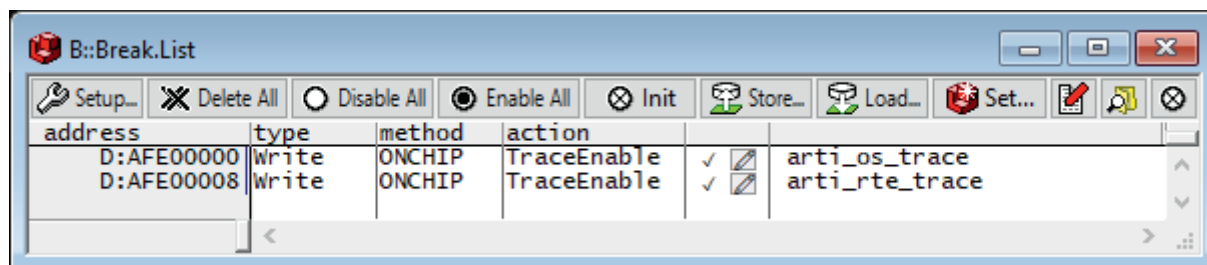 B::Break.List
Setup... Delete All Disable All Enable All Init Store... Load... Set...
address type method action
D:AFE00000 Write ONCHIP TraceEnable ✓ arti_os_trace
D:AFE00008 Write ONCHIP TraceEnable ✓ arti_rte_trace